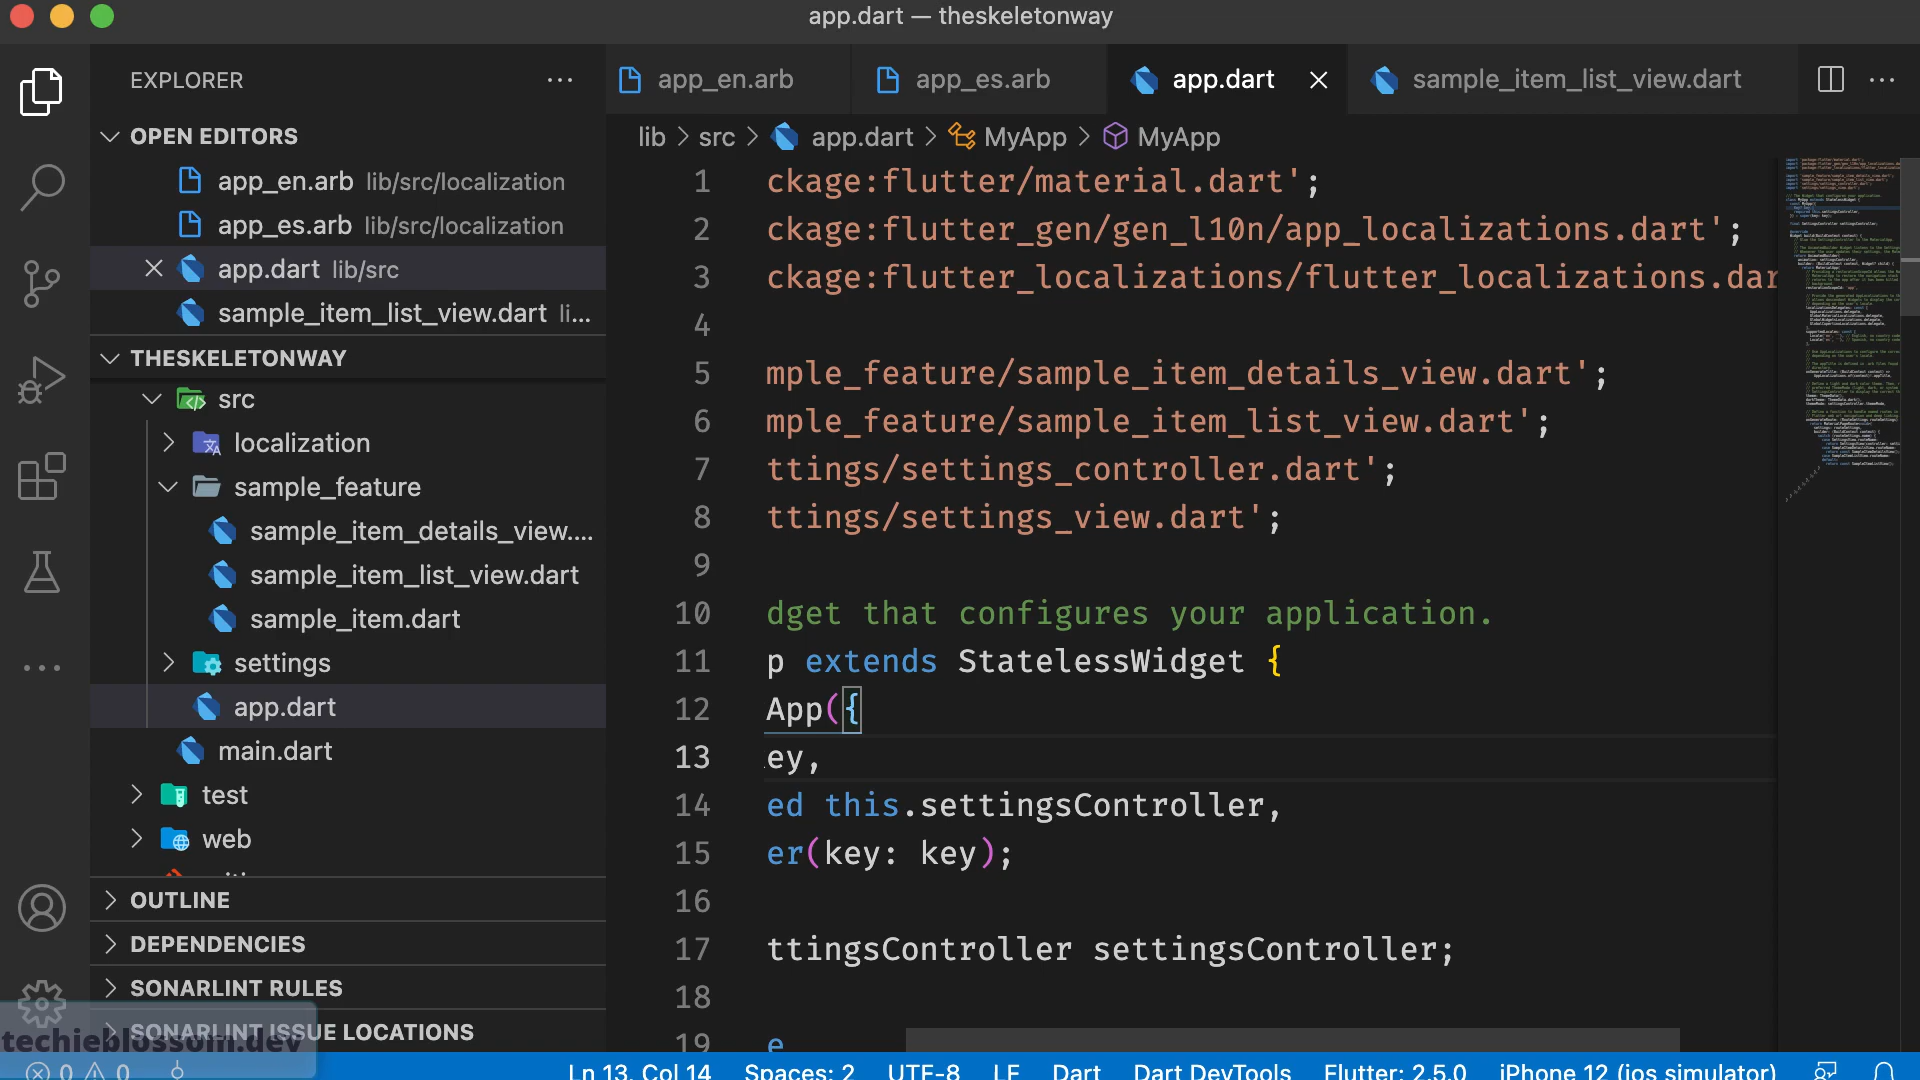 app.dart — theskeletonway
EXPLORER
app_en.arb
app_es.arb
app.dart
sample_item_list_view.dart
OPEN EDITORS
lib > src > app.dart > MyApp > MyApp
app_en.arb lib/src/localization
app_es.arb lib/src/localization
app.dart lib/src
sample_item_list_view.dart li...
THESKELETONWAY
src
localization
sample_feature
sample_item_details_view....
sample_item_list_view.dart
sample_item.dart
settings
app.dart
main.dart
test
web
OUTLINE
DEPENDENCIES
SONARLINT RULES
SONARLINT ISSUE LOCATIONS
techieblossom.dev
1 ckage:flutter/material.dart';
2 ckage:flutter_gen/gen_l10n/app_localizations.dart';
3 ckage:flutter_localizations/flutter_localizations.dar
4
5 mple_feature/sample_item_details_view.dart';
6 mple_feature/sample_item_list_view.dart';
7 ttings/settings_controller.dart';
8 ttings/settings_view.dart';
9
10 dget that configures your application.
11 p extends StatelessWidget {
12 App({
13 ey,
14 ed this.settingsController,
15 er(key: key);
16
17 ttingsController settingsController;
18
19 e
0 0 Ln 13, Col 14 Spaces: 2 UTF-8 LF Dart Dart DevTools Flutter: 2.5.0 iPhone 12 (ios simulator)